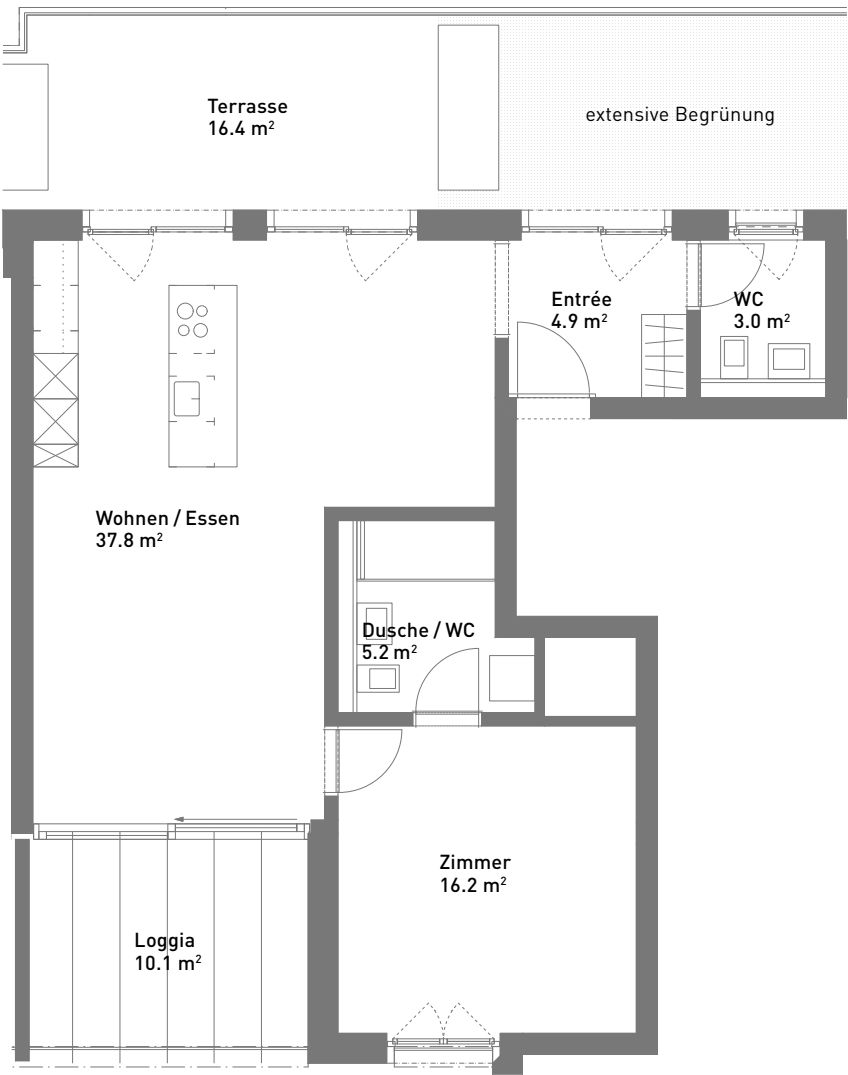 Terrasse
16.4 m²
extensive Begrünung
Entrée
4.9 m²
WC
3.0 m²
Wohnen / Essen
37.8 m²
Dusche / WC
5.2 m²
Zimmer
16.2 m²
Loggia
10.1 m²